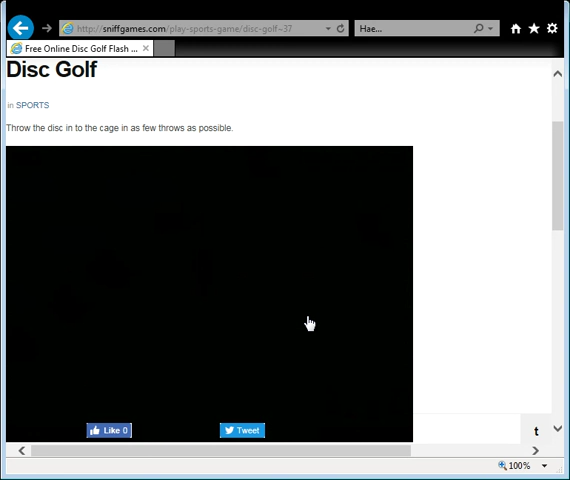 http://sniffgames.com/play-sports-game/disc-golf-37
Hae...
Free Online Disc Golf Flash ...
Disc Golf
in SPORTS
Throw the disc in to the cage in as few throws as possible.
Like 0
Tweet
t
100%